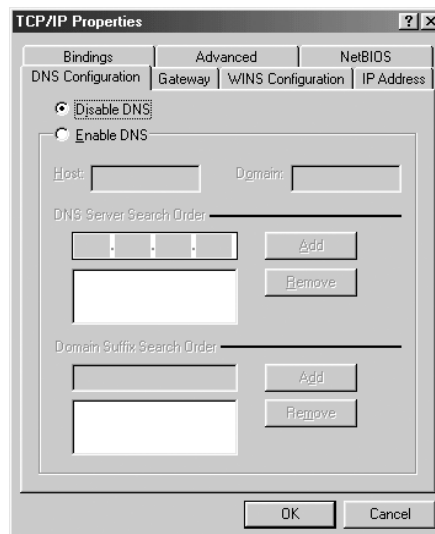 TCP/IP Properties
Bindings Advanced NetBIOS
DNS Configuration Gateway WINS Configuration IP Address
Disable DNS
Enable DNS
Host: Domain:
DNS Server Search Order
. . .
Add
Remove
Domain Suffix Search Order
Add
Remove
OK Cancel